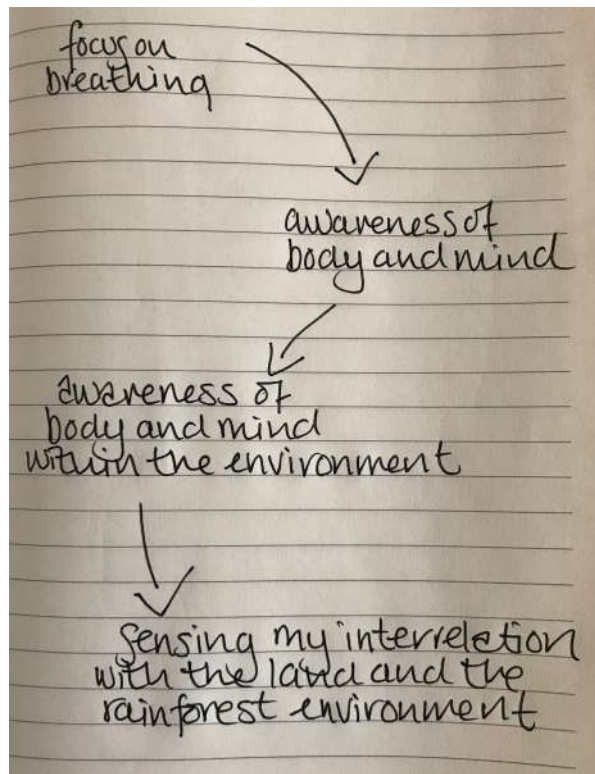 focus on
breathing
awareness of
body and mind
awareness of
body and mind
within the environment
sensing my interrelation
with the land and the
rainforest environment